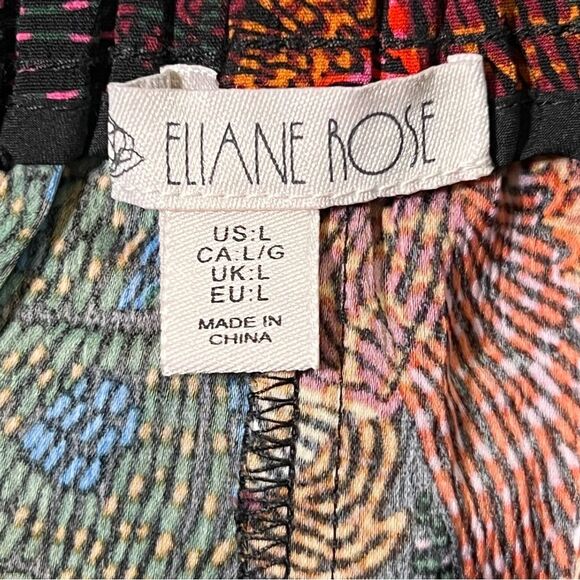 ELIANE ROSE
US:L
CA:L/G
UK:L
EU:L
MADE IN
CHINA